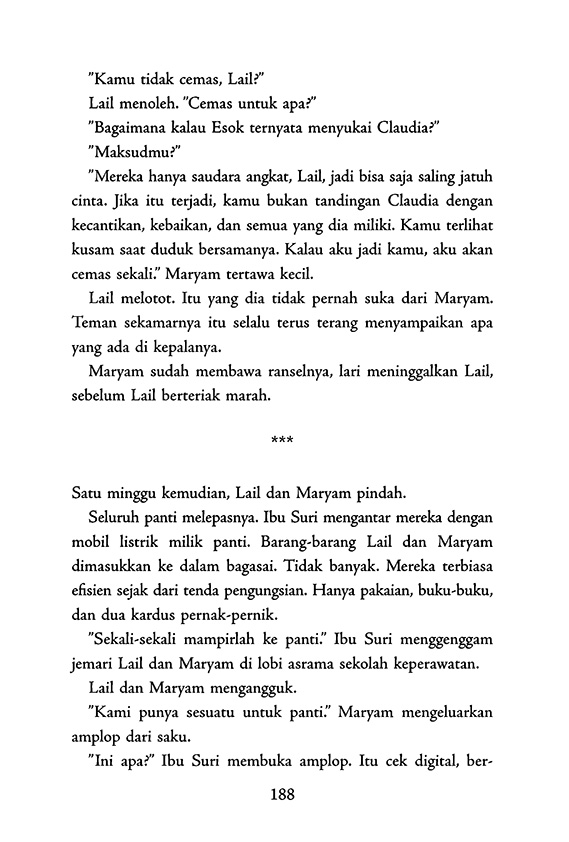 "Kamu tidak cemas, Lail?"
Lail menoleh. "Cemas untuk apa?"
"Bagaimana kalau Esok ternyata menyukai Claudia?"
"Maksudmu?"
"Mereka hanya saudara angkat, Lail, jadi bisa saja saling jatuh
cinta. Jika itu terjadi, kamu bukan tandingan Claudia dengan
kecantikan, kebaikan, dan semua yang dia miliki. Kamu terlihat
kusam saat duduk bersamanya. Kalau aku jadi kamu, aku akan
cemas sekali." Maryam tertawa kecil.
Lail melotot. Itu yang dia tidak pernah suka dari Maryam.
Teman sekamarnya itu selalu terus terang menyampaikan apa
yang ada di kepalanya.
Maryam sudah membawa ranselnya, lari meninggalkan Lail,
sebelum Lail berteriak marah.
***
Satu minggu kemudian, Lail dan Maryam pindah.
Seluruh panti melepasnya. Ibu Suri mengantar mereka dengan
mobil listrik milik panti. Barang-barang Lail dan Maryam
dimasukkan ke dalam bagasai. Tidak banyak. Mereka terbiasa
efisien sejak dari tenda pengungsian. Hanya pakaian, buku-buku,
dan dua kardus pernak-pernik.
"Sekali-sekali mampirlah ke panti." Ibu Suri menggenggam
jemari Lail dan Maryam di lobi asrama sekolah keperawatan.
Lail dan Maryam mengangguk.
"Kami punya sesuatu untuk panti." Maryam mengeluarkan
amplop dari saku.
"Ini apa?" Ibu Suri membuka amplop. Itu cek digital, ber-
188